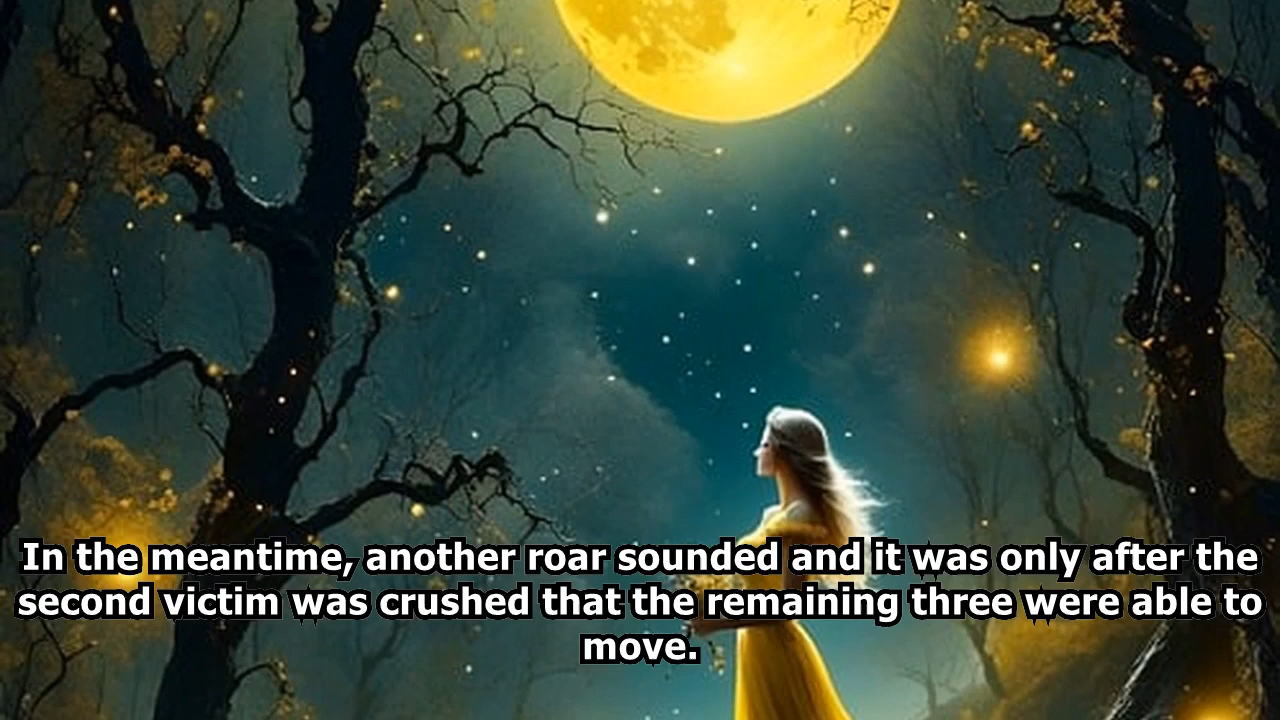 In the meantime, another roar sounded and it was only after the
second victim was crushed that the remaining three were able to
move.